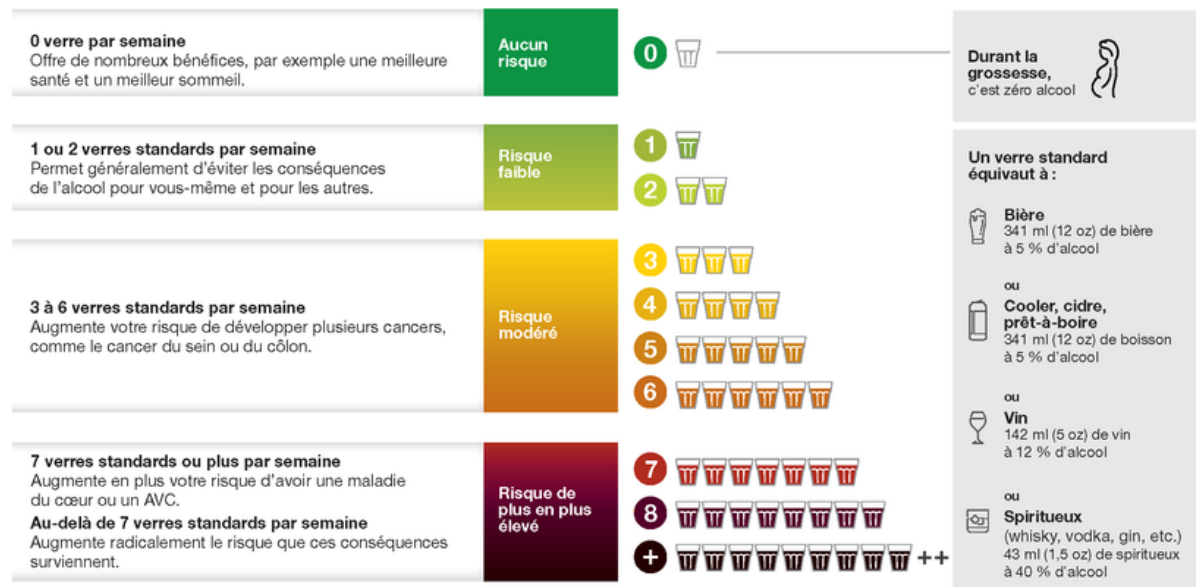 0 verre par semaine
Offre de nombreux bénéfices, par exemple une meilleure
santé et un meilleur sommeil.
Aucun
risque
0
Durant la
grossesse,
c'est zéro alcool
1 ou 2 verres standards par semaine
Permet généralement d'éviter les conséquences
de l'alcool pour vous-même et pour les autres.
Risque
faible
1
2
3 à 6 verres standards par semaine
Augmente votre risque de développer plusieurs cancers,
comme le cancer du sein ou du côlon.
Risque
modéré
3
4
5
6
7 verres standards ou plus par semaine
Augmente en plus votre risque d'avoir une maladie
du cœur ou un AVC.
Au-delà de 7 verres standards par semaine
Augmente radicalement le risque que ces conséquences
surviennent.
Risque de
plus en plus
élevé
7
8
+
++
Un verre standard
équivaut à :
Bière
341 ml (12 oz) de bière
à 5 % d'alcool
ou
Cooler, cidre,
prêt-à-boire
341 ml (12 oz) de boisson
à 5 % d'alcool
ou
Vin
142 ml (5 oz) de vin
à 12 % d'alcool
ou
Spiritueux
(whisky, vodka, gin, etc.)
43 ml (1,5 oz) de spiritueux
à 40 % d'alcool